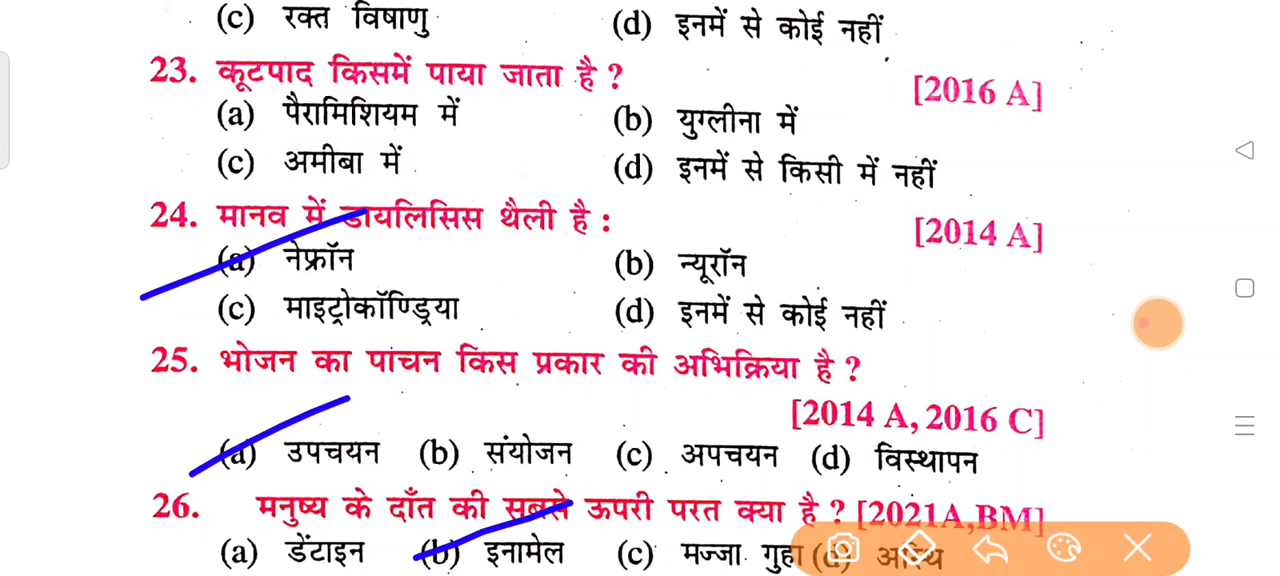 (c) रक्त विषाणु (d) इनमें से कोई नहीं
23. कूटपाद किसमें पाया जाता है ? [2016 A]
(a) पैरामिशियम में (b) युग्लीना में
(c) अमीबा में (d) इनमें से किसी में नहीं
24. मानव में डायलिसिस थैली है : [2014 A]
(a) नेफ्रॉन (b) न्यूरॉन
(c) माइट्रोकॉण्ड्रिया (d) इनमें से कोई नहीं
25. भोजन का पाचन किस प्रकार की अभिक्रिया है ?
[2014 A, 2016 C]
(a) उपचयन (b) संयोजन (c) अपचयन (d) विस्थापन
26. मनुष्य के दाँत की सबसे ऊपरी परत क्या है ? [2021A,BM]
(a) डेंटाइन (b) इनामेल (c) मज्जा गुहा (d) अस्थि